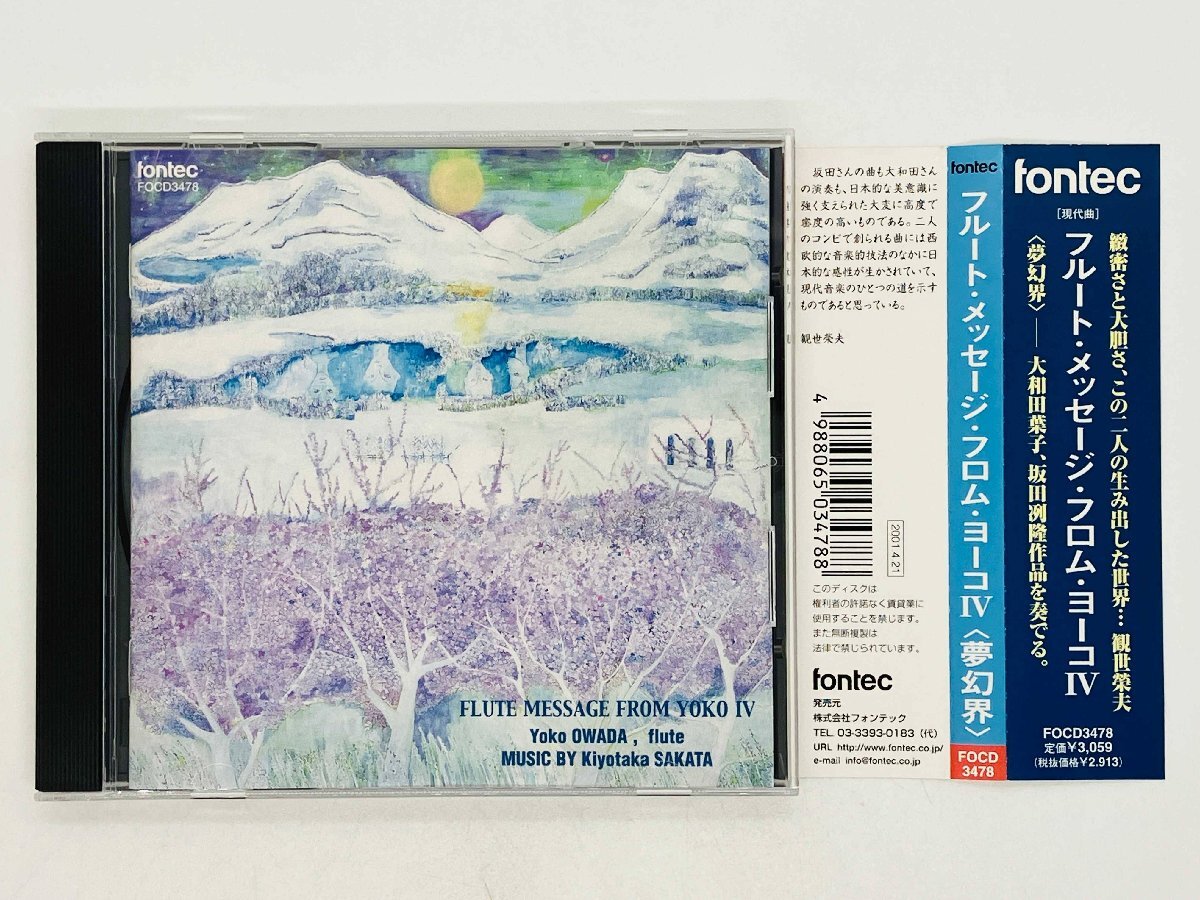 fontec
FOCD3478
FLUTE MESSAGE FROM YOKO IV
Yoko OWADA , flute
MUSIC BY Kiyotaka SAKATA
坂田さんの曲も大和田さん
の演奏も、日本的な美意識に
強く支えられた大変に高度で
密度の高いものである。二人
のコンビで創られる曲には西
欧的な音楽的技法のなかに日
本的な感性が生かされていて、
現代音楽のひとつの道を示す
ものであると思っている。
観世榮夫
4 988065 034788
2001·4·21
このディスクは
権利者の許諾なく賃貸業に
使用することを禁じます。
また無断複製は
法律で禁じられています。
fontec
発売元
株式会社フォンテック
TEL. 03-3393-0183（代）
URL http://www.fontec.co.jp/
e-mail info@fontec.co.jp
fontec
フルート・メッセージ・フロム・ヨーコⅣ〈夢幻界〉
FOCD
3478
fontec
［現代曲］
緻密さと大胆さ、この二人の生み出した世界… 観世榮夫
フルート・メッセージ・フロム・ヨーコⅣ
〈夢幻界〉── 大和田葉子、坂田冽隆作品を奏でる。
FOCD3478
定価¥3,059
（税抜価格¥2.913）